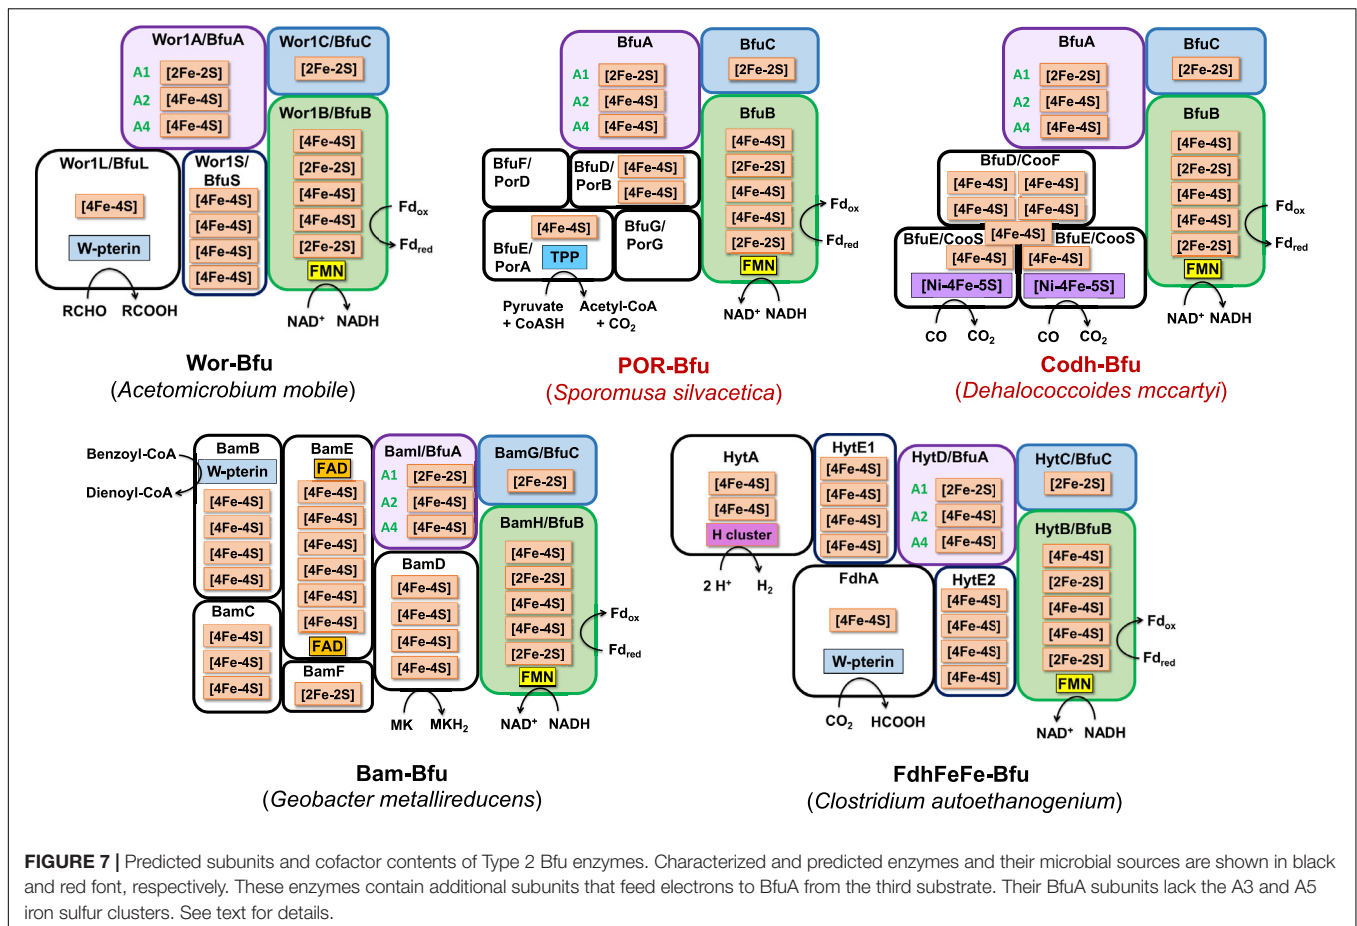 Wor1A/BfuA
A1 [2Fe-2S]
A2 [4Fe-4S]
A4 [4Fe-4S]
Wor1C/BfuC
[2Fe-2S]
Wor1B/BfuB
[4Fe-4S]
[2Fe-2S]
[4Fe-4S]
[4Fe-4S]
[2Fe-2S]
FMN
Fdox
Fdred
NAD+ NADH
Wor1L/BfuL
[4Fe-4S]
W-pterin
RCHO RCOOH
Wor1S/
BfuS
[4Fe-4S]
[4Fe-4S]
[4Fe-4S]
[4Fe-4S]
Wor-Bfu
(Acetomicrobium mobile)
BfuA
A1 [2Fe-2S]
A2 [4Fe-4S]
A4 [4Fe-4S]
BfuC
[2Fe-2S]
BfuB
[4Fe-4S]
[2Fe-2S]
[4Fe-4S]
[4Fe-4S]
[2Fe-2S]
FMN
Fdox
Fdred
NAD+ NADH
BfuF/
PorD
BfuD/
PorB
[4Fe-4S]
[4Fe-4S]
BfuE/
PorA
[4Fe-4S]
TPP
BfuG/
PorG
Pyruvate Acetyl-CoA
+ CoASH + CO2
POR-Bfu
(Sporomusa silvacetica)
BfuA
A1 [2Fe-2S]
A2 [4Fe-4S]
A4 [4Fe-4S]
BfuC
[2Fe-2S]
BfuB
[4Fe-4S]
[2Fe-2S]
[4Fe-4S]
[4Fe-4S]
[2Fe-2S]
FMN
Fdox
Fdred
NAD+ NADH
BfuD/CooF
[4Fe-4S] [4Fe-4S]
[4Fe-4S] [4Fe-4S]
[4Fe-4S]
BfuE/CooS BfuE/CooS
[4Fe-4S] [4Fe-4S]
[Ni-4Fe-5S] [Ni-4Fe-5S]
CO CO2 CO CO2
Codh-Bfu
(Dehalococcoides mccartyi)
Benzoyl-CoA
Dienoyl-CoA
BamB
W-pterin
[4Fe-4S]
[4Fe-4S]
[4Fe-4S]
[4Fe-4S]
BamC
[4Fe-4S]
[4Fe-4S]
[4Fe-4S]
BamE
FAD
[4Fe-4S]
[4Fe-4S]
[4Fe-4S]
[4Fe-4S]
[4Fe-4S]
[4Fe-4S]
FAD
BamF
[2Fe-2S]
BamI/BfuA
A1 [2Fe-2S]
A2 [4Fe-4S]
A4 [4Fe-4S]
BamD
[4Fe-4S]
[4Fe-4S]
[4Fe-4S]
[4Fe-4S]
MK MKH2
BamG/BfuC
[2Fe-2S]
BamH/BfuB
[4Fe-4S]
[2Fe-2S]
[4Fe-4S]
[4Fe-4S]
[2Fe-2S]
FMN
Fdox
Fdred
NAD+ NADH
Bam-Bfu
(Geobacter metallireducens)
HytA
[4Fe-4S]
[4Fe-4S]
H cluster
2 H+ H2
HytE1
[4Fe-4S]
[4Fe-4S]
[4Fe-4S]
[4Fe-4S]
HytD/BfuA
A1 [2Fe-2S]
A2 [4Fe-4S]
A4 [4Fe-4S]
HytC/BfuC
[2Fe-2S]
HytB/BfuB
[4Fe-4S]
[2Fe-2S]
[4Fe-4S]
[4Fe-4S]
[2Fe-2S]
FMN
Fdox
Fdred
NAD+ NADH
FdhA
[4Fe-4S]
W-pterin
CO2 HCOOH
HytE2
[4Fe-4S]
[4Fe-4S]
[4Fe-4S]
[4Fe-4S]
FdhFeFe-Bfu
(Clostridium autoethanogenium)
FIGURE 7 | Predicted subunits and cofactor contents of Type 2 Bfu enzymes. Characterized and predicted enzymes and their microbial sources are shown in black
and red font, respectively. These enzymes contain additional subunits that feed electrons to BfuA from the third substrate. Their BfuA subunits lack the A3 and A5
iron sulfur clusters. See text for details.